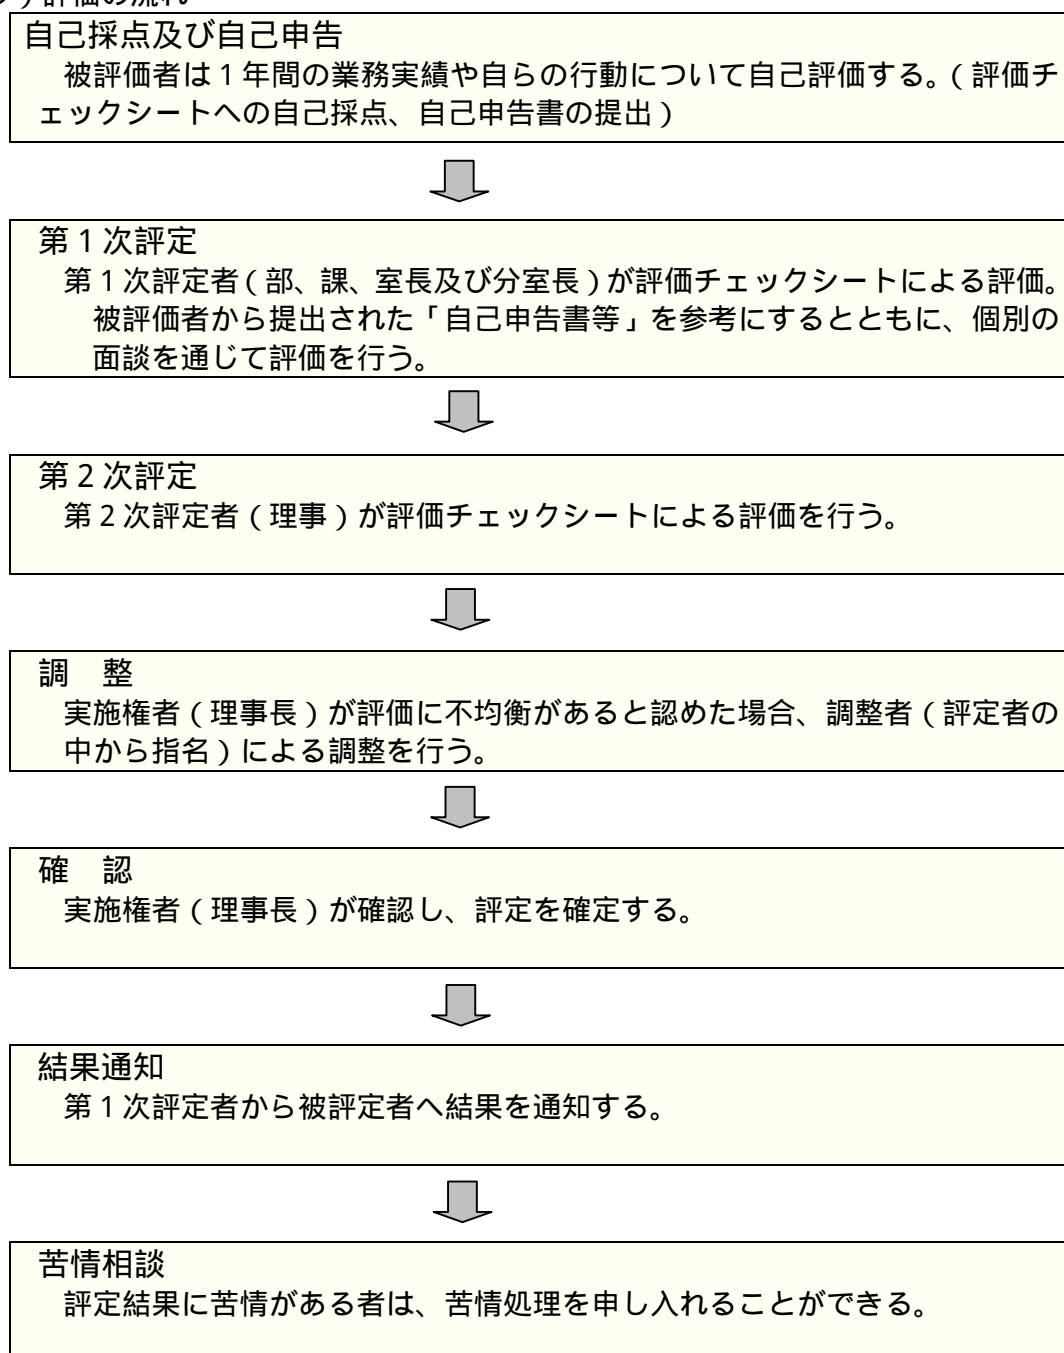 )評価の流れ
自己採点及び自己申告
被評価者は1年間の業務実績や自らの行動について自己評価する。(評価チ
ェックシートへの自己採点、自己申告書の提出)
第1次評定
第1次評定者(部、課、室長及び分室長)が評価チェックシートによる評価。
被評価者から提出された「自己申告書等」を参考にするとともに、個別の
面談を通じて評価を行う。
第2次評定
第2次評定者(理事)が評価チェックシートによる評価を行う。
調 整
実施権者(理事長)が評価に不均衡があると認めた場合、調整者(評定者の
中から指名)による調整を行う。
確 認
実施権者(理事長)が確認し、評定を確定する。
結果通知
第1次評定者から被評定者へ結果を通知する。
苦情相談
評定結果に苦情がある者は、苦情処理を申し入れることができる。